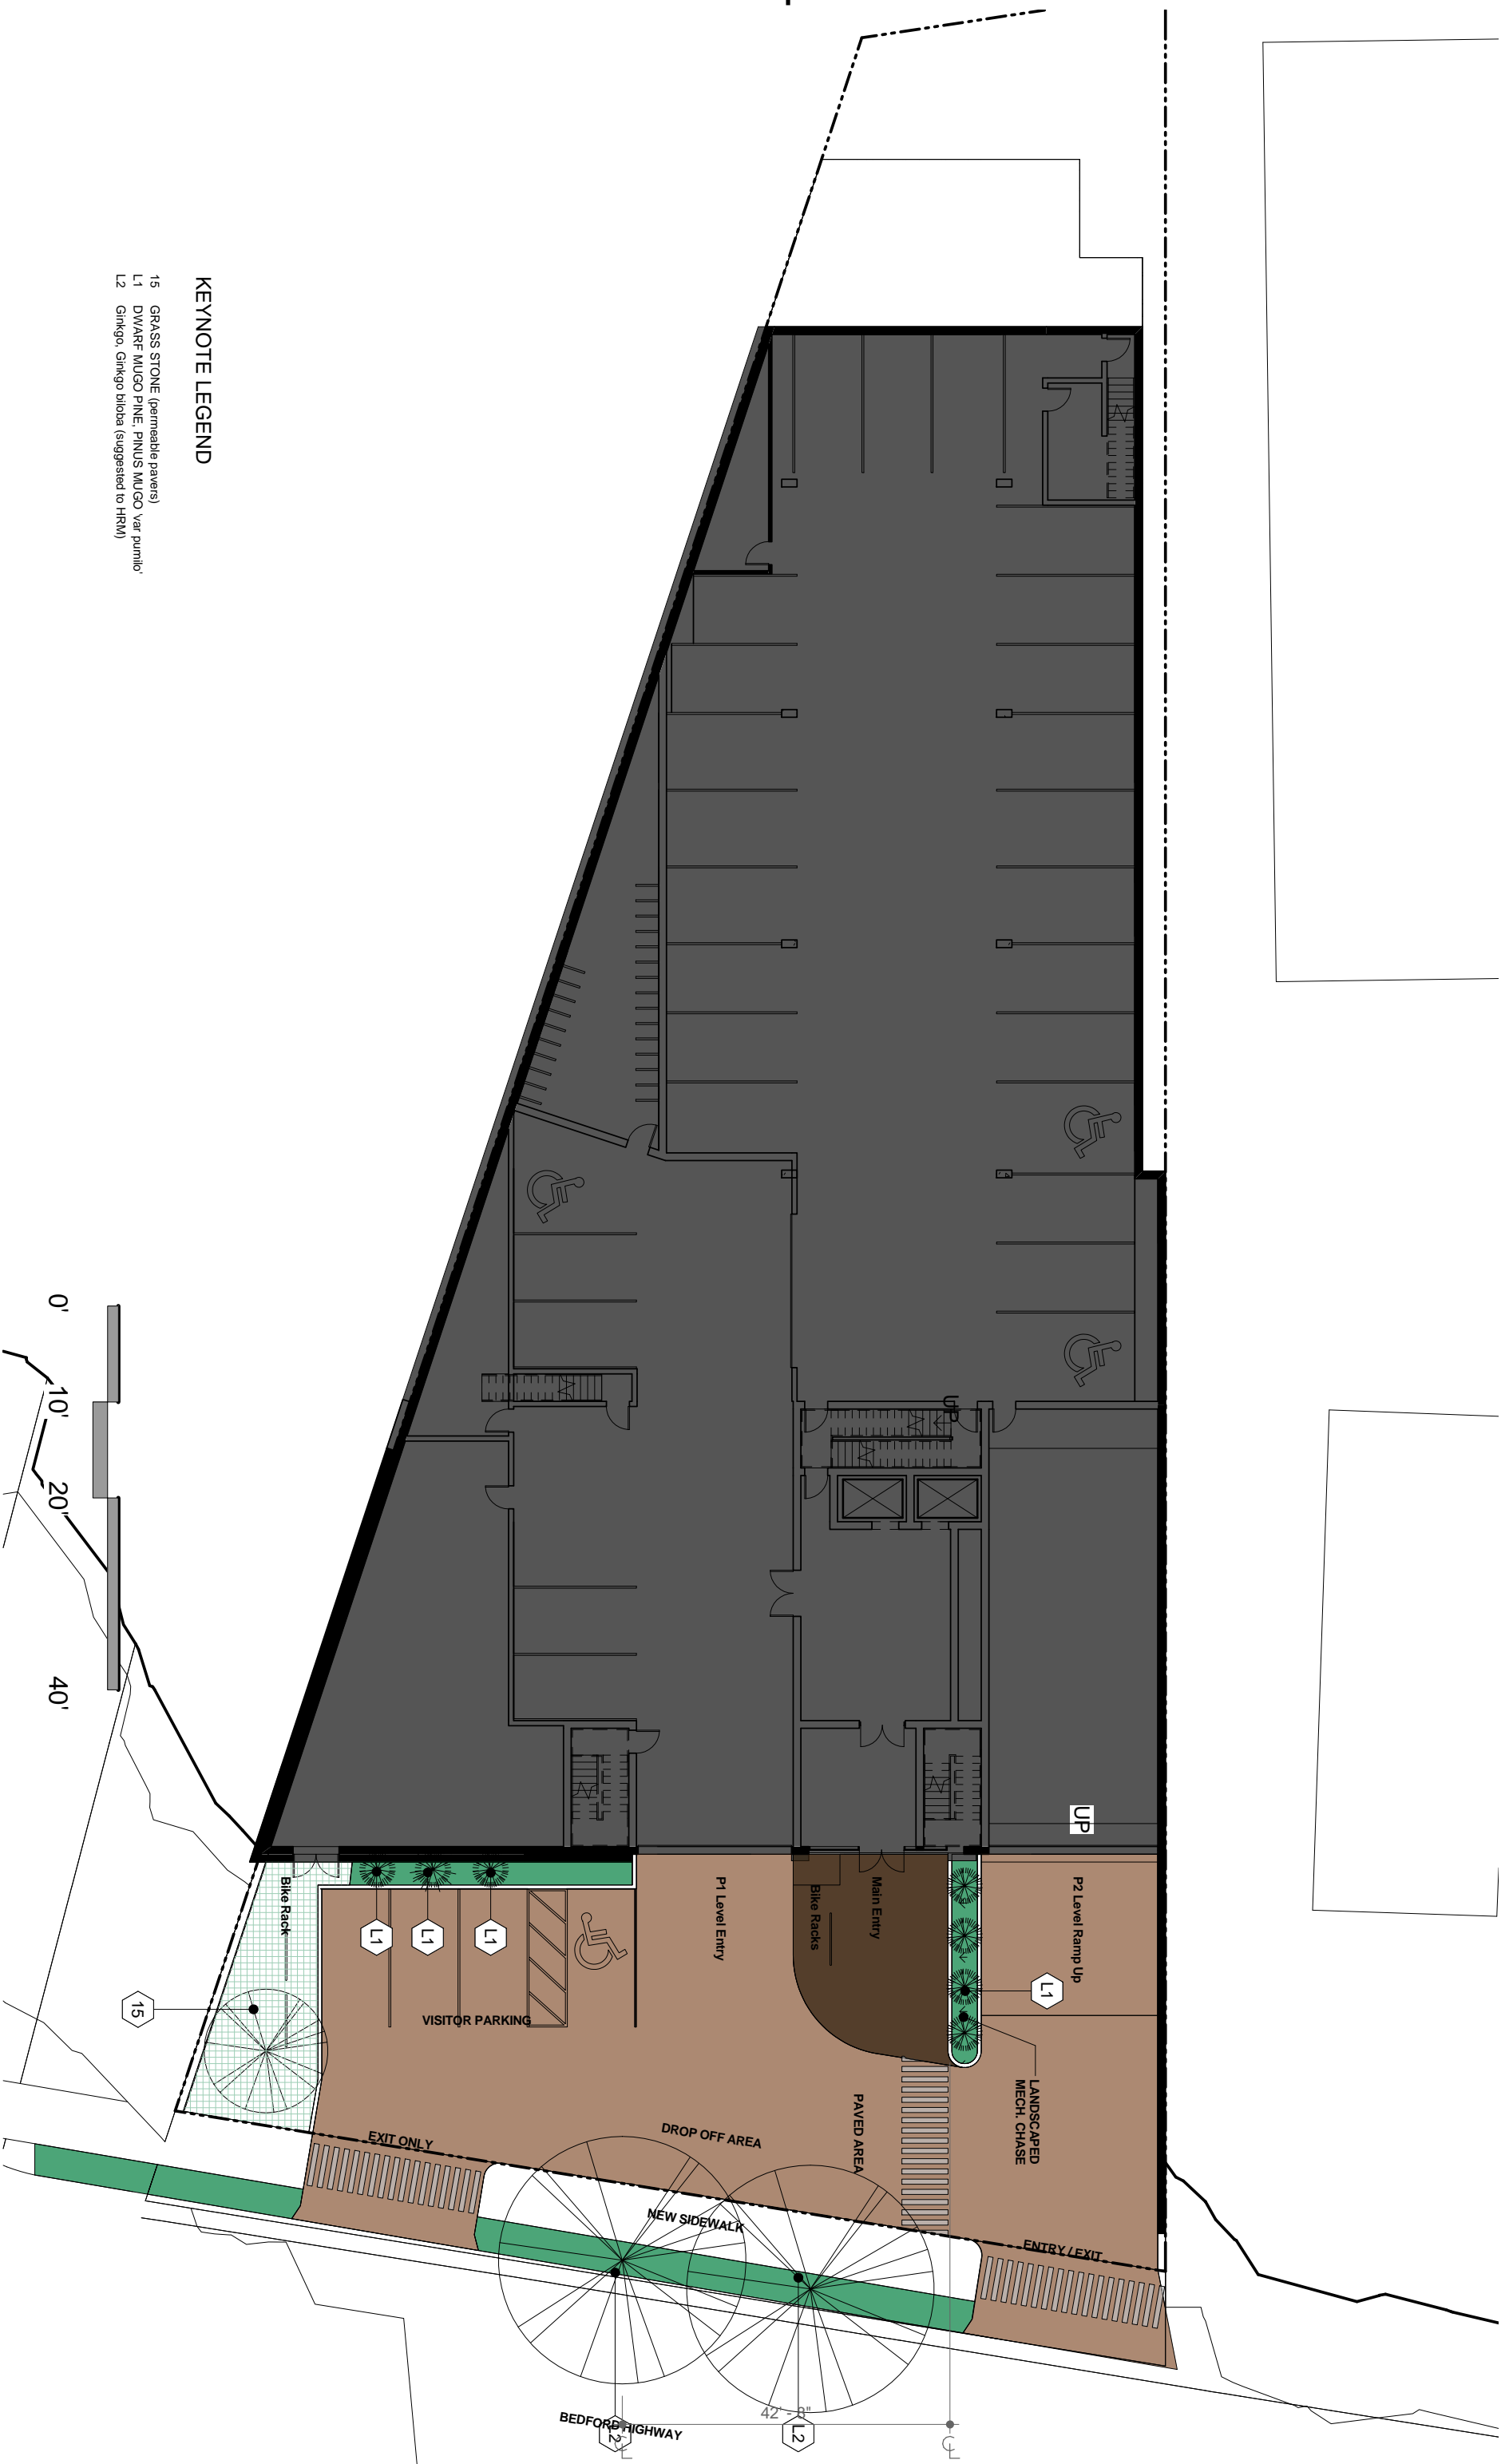 KEYNOTE LEGEND
15 GRASS STONE (permeable pavers)
L1 DWARF MUGO PINE, PINUS MUGO 'var pumilo'
L2 Ginkgo, Ginkgo biloba (suggested to HRM)
0' 10' 20' 40'
UP
UP
P2 Level Ramp Up
Main Entry
Bike Racks
P1 Level Entry
Bike Rack
L1
L1
L1
L1
15
VISITOR PARKING
LANDSCAPED
MECH. CHASE
PAVED AREA
DROP OFF AREA
EXIT ONLY
NEW SIDEWALK
ENTRY / EXIT
42' - 8"
L2
L2
BEDFORD HIGHWAY
CL
CL